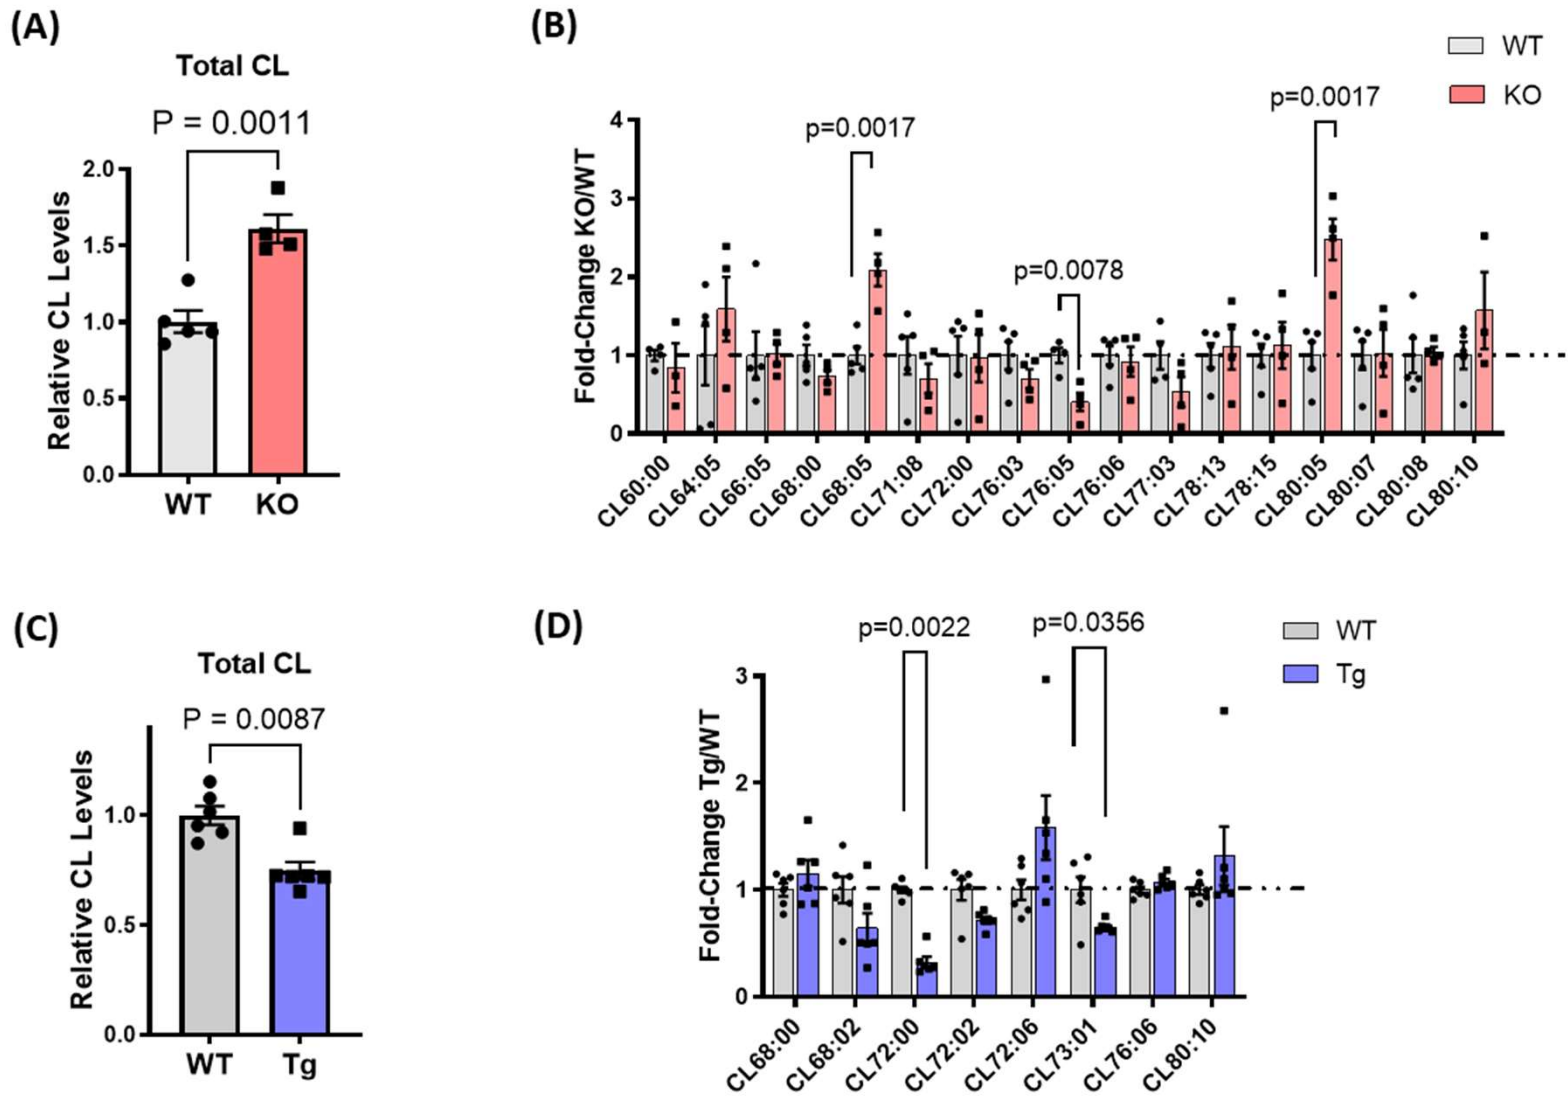 (A)
Total CL
P = 0.0011
Relative CL Levels
2.0
1.5
1.0
0.5
0.0
WT
KO
(B)
WT
KO
p=0.0017
p=0.0078
p=0.0017
Fold-Change KO/WT
4
3
2
1
0
CL60:00
CL64:05
CL66:05
CL68:00
CL68:05
CL71:08
CL72:00
CL76:03
CL76:05
CL76:06
CL77:03
CL78:13
CL78:15
CL80:05
CL80:07
CL80:08
CL80:10
(C)
Total CL
P = 0.0087
Relative CL Levels
1.0
0.5
0.0
WT
Tg
(D)
p=0.0022
p=0.0356
WT
Tg
Fold-Change Tg/WT
3
2
1
0
CL68:00
CL68:02
CL72:00
CL72:02
CL72:06
CL73:01
CL76:06
CL80:10